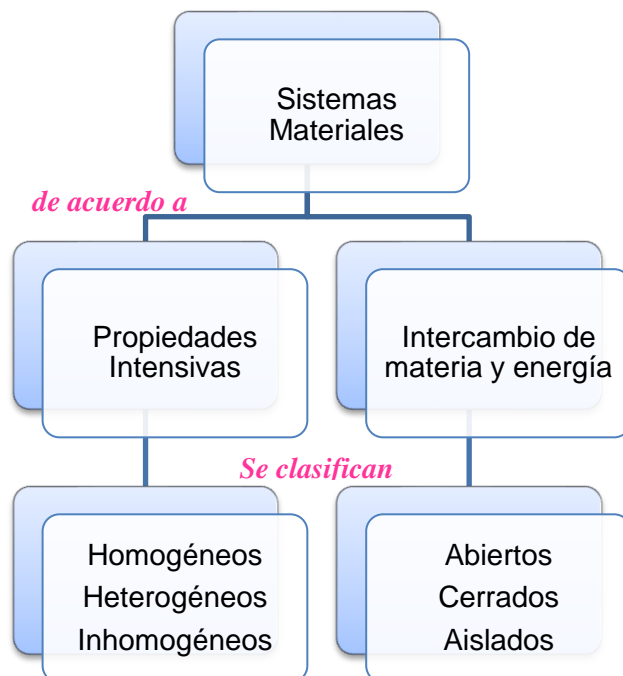 Sistemas
Materiales
de acuerdo a
Propiedades
Intensivas
Intercambio de
materia y energía
Se clasifican
Homogéneos
Heterogéneos
Inhomogéneos
Abiertos
Cerrados
Aislados